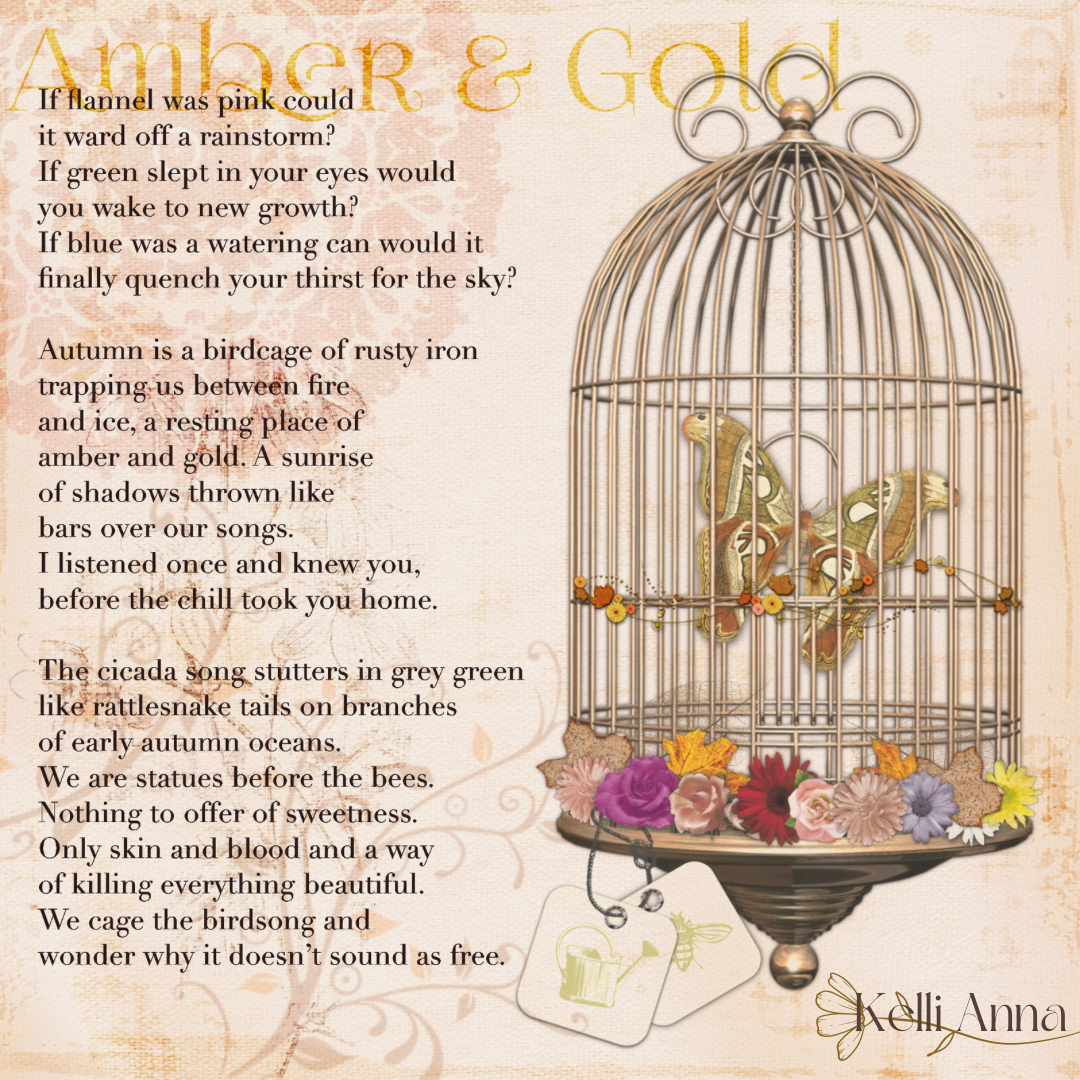 Amber & Gold
If flannel was pink could
it ward off a rainstorm?
If green slept in your eyes would
you wake to new growth?
If blue was a watering can would it
finally quench your thirst for the sky?
Autumn is a birdcage of rusty iron
trapping us between fire
and ice, a resting place of
amber and gold. A sunrise
of shadows thrown like
bars over our songs.
I listened once and knew you,
before the chill took you home.
The cicada song stutters in grey green
like rattlesnake tails on branches
of early autumn oceans.
We are statues before the bees.
Nothing to offer of sweetness.
Only skin and blood and a way
of killing everything beautiful.
We cage the birdsong and
wonder why it doesn’t sound as free.
Kelli Anna